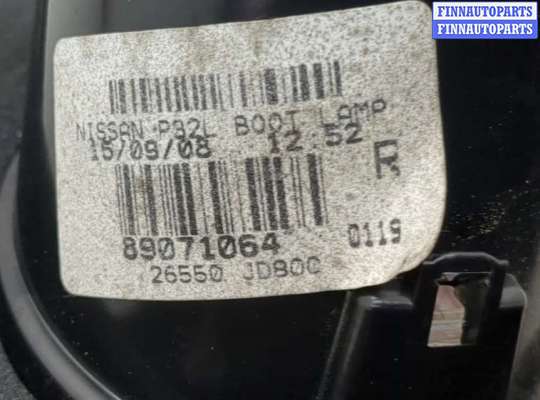 FINNAUTOPARTS
FINNAUTOPARTS
NISSAN P32L BOOT LAMP
15/09/08 12:52
R
89071064 0119
26550 JD80C